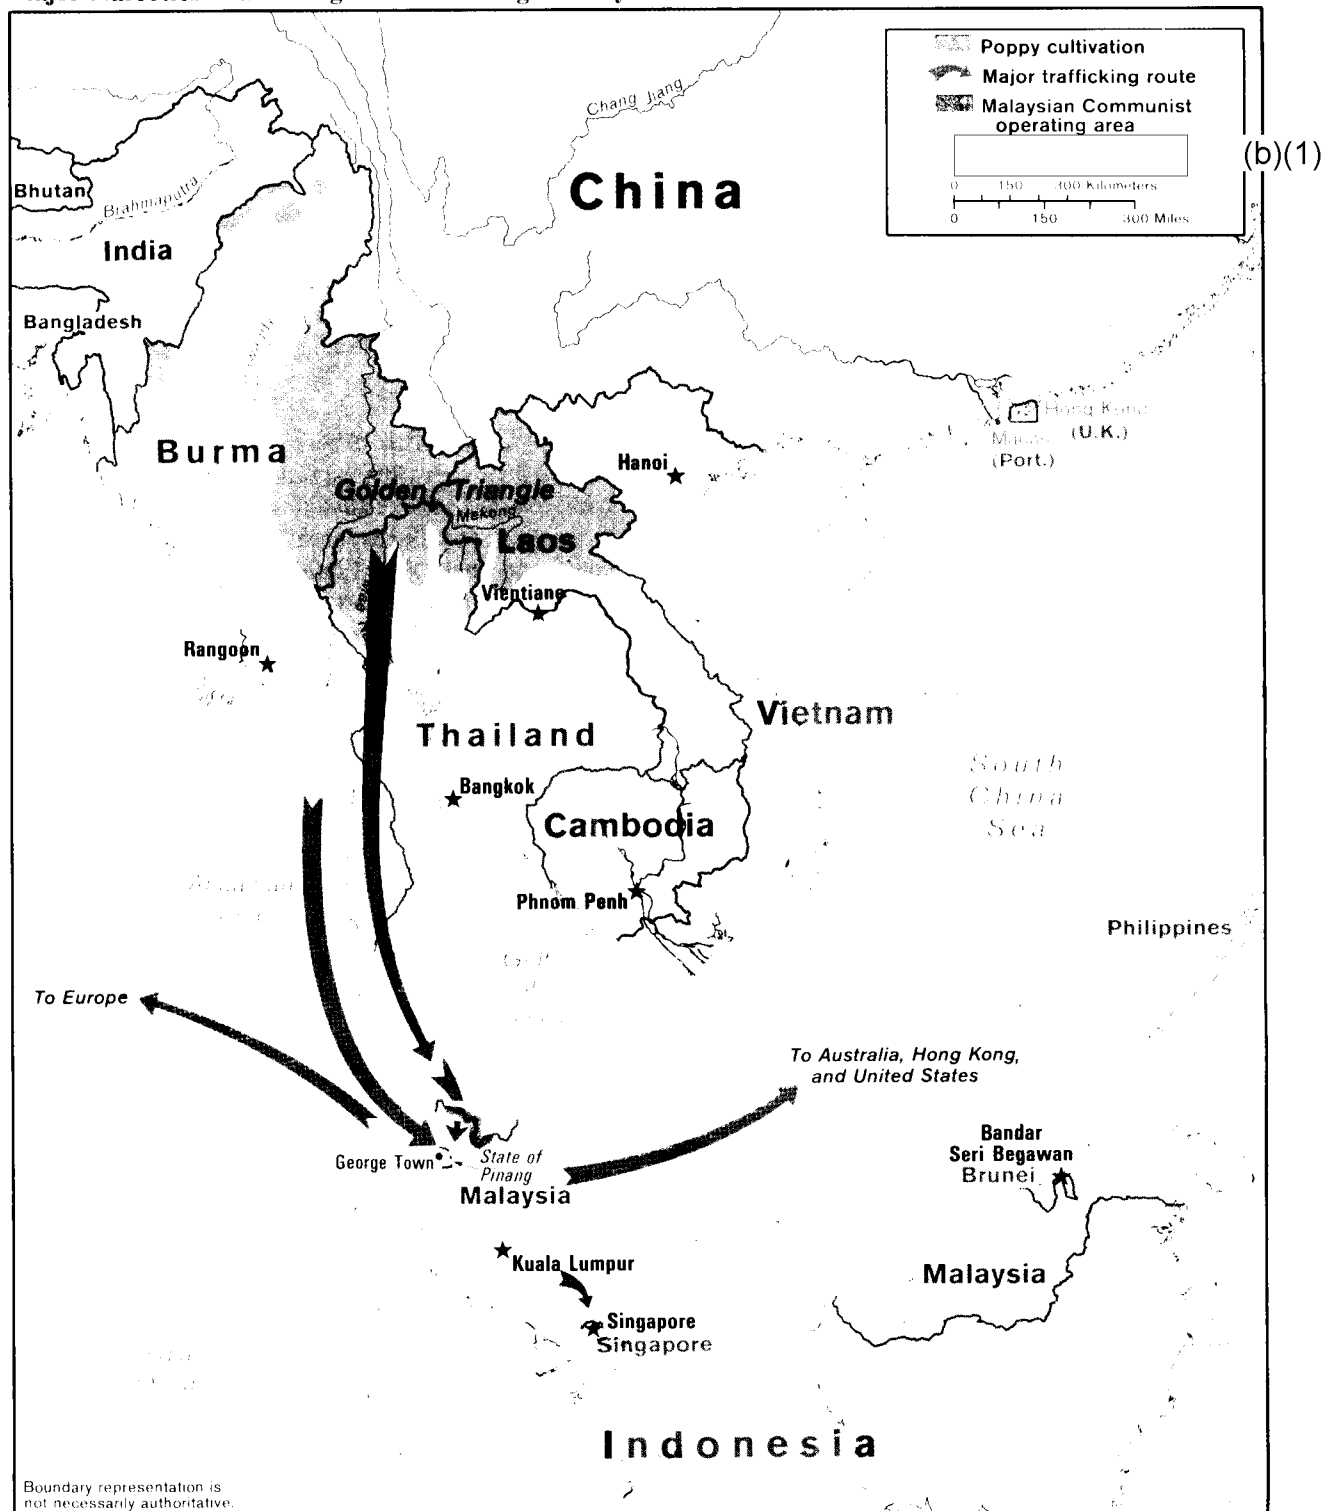 Poppy cultivation
Major trafficking route
Malaysian Communist
operating area
(b)(1)
0 150 300 Kilometers
0 150 300 Miles
Chang Jiang
China
Bhutan
Brahmaputra
India
Bangladesh
Burma
Hong Kong
(U.K.)
(Port.)
Hanoi
Golden Triangle
Mekong
Laos
Vientiane
Rangoon
Vietnam
Thailand
South
China
Sea
Bangkok
Cambodia
Phnom Penh
Philippines
To Europe
To Australia, Hong Kong,
and United States
Bandar
Seri Begawan
Brunei
George Town
State of
Pinang
Malaysia
Kuala Lumpur
Malaysia
Singapore
Singapore
Indonesia
Boundary representation is
not necessarily authoritative.